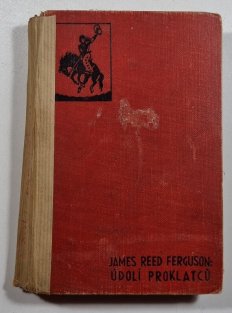 JAMES REED FERGUSON:
ÚDOLÍ PROKLATCŮ